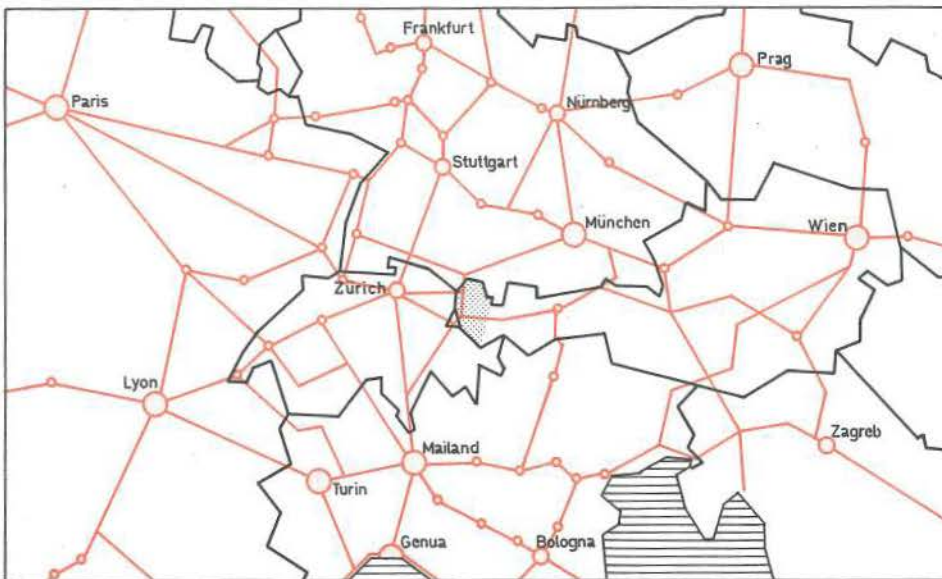 Frankfurt
Prag
Paris
Nürnberg
Stuttgart
München
Wien
Zürich
Lyon
Zagreb
Mailand
Turin
Genua
Bologna